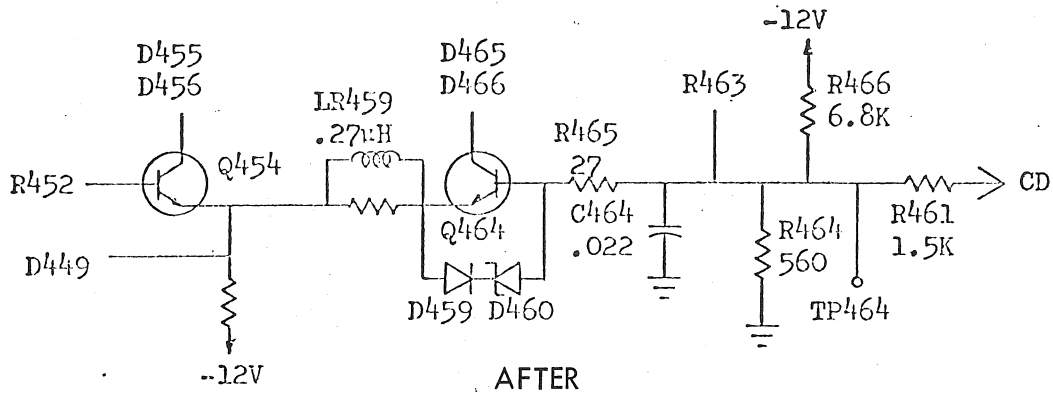 -12V
D455
D456
D465
D466
R463
R466
6.8K
LR459
.27µH
R465
27
Q454
R452
CD
Q464
C464
.022
R464
560
R461
1.5K
D449
D459
D460
TP464
-12V
AFTER